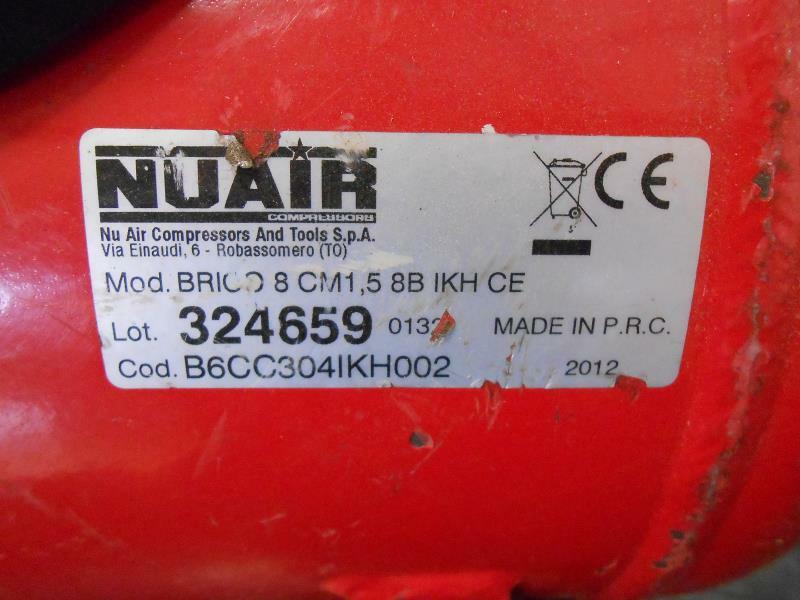 NUAIR
COMPRESSORS
Nu Air Compressors And Tools S.p.A.
Via Einaudi, 6 - Robassomero (TO)
CE
Mod. BRICO 8 CM1,5 8B IKH CE
Lot. 324659 MADE IN P.R.C.
Cod. B6CC304IKH002 2012